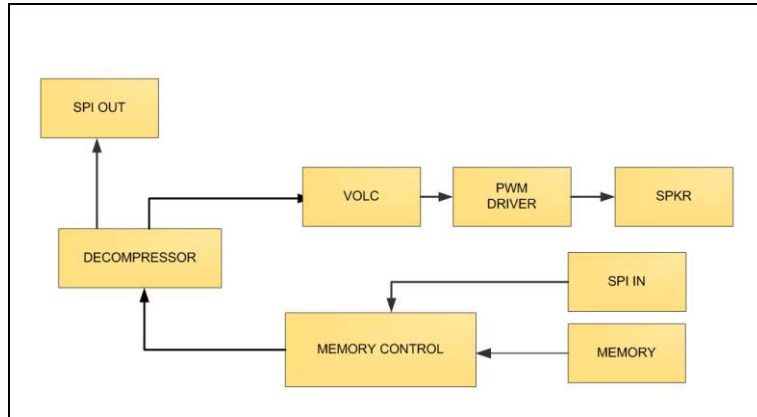 SPI OUT
VOLC
PWM
DRIVER
SPKR
DECOMPRESSOR
SPI IN
MEMORY CONTROL
MEMORY